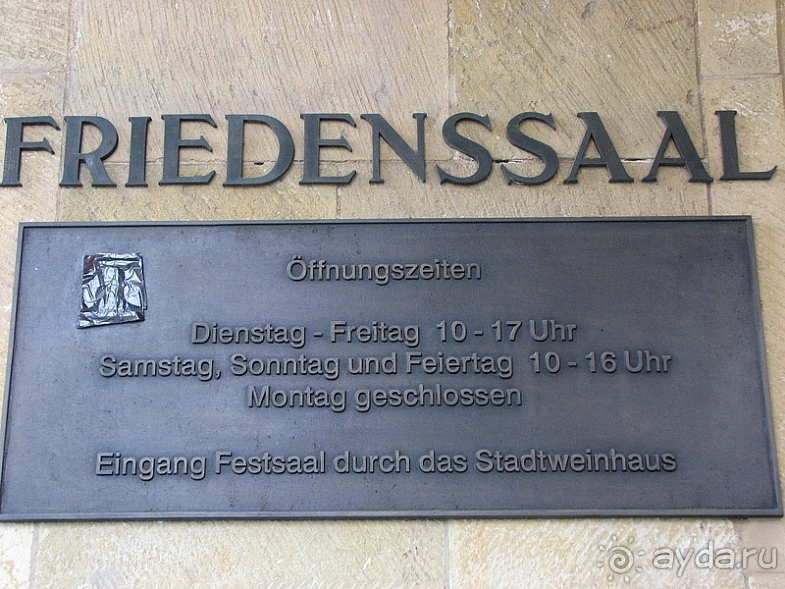 FRIEDENSSAAL
Öffnungszeiten
Dienstag - Freitag 10 - 17 Uhr
Samstag, Sonntag und Feiertag 10 - 16 Uhr
Montag geschlossen
Eingang Festsaal durch das Stadtweinhaus
ayda.ru